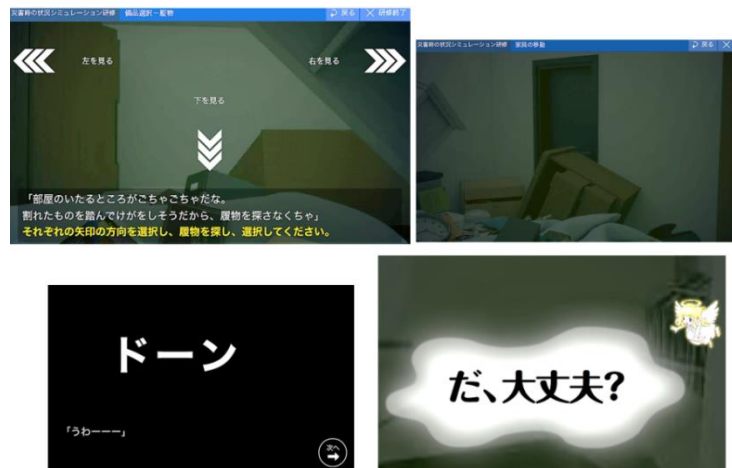 災害時の状況シミュレーション研修 備品選択－履物 戻る 研修終了
左を見る
右を見る
下を見る
「部屋のいたるところがごちゃごちゃだな。
割れたものを踏んでけがをしそうだから、履物を探さなくちゃ」
それぞれの矢印の方向を選択し、履物を探し、選択してください。
災害時の状況シミュレーション研修 家具の移動 戻る
ドーン
「うわーーー」
次へ
だ、大丈夫?